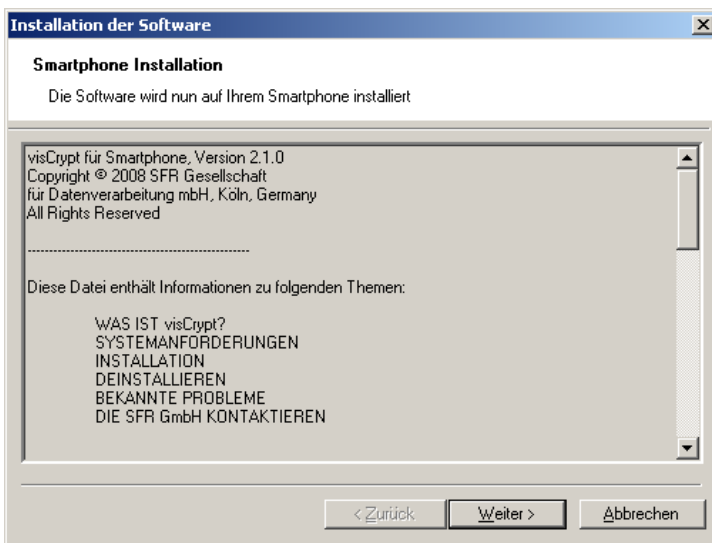 Installation der Software
Smartphone Installation
Die Software wird nun auf Ihrem Smartphone installiert
visCrypt für Smartphone, Version 2.1.0
Copyright © 2008 SFR Gesellschaft
für Datenverarbeitung mbH, Köln, Germany
All Rights Reserved
----------------------------------------------------
Diese Datei enthält Informationen zu folgenden Themen:
WAS IST visCrypt?
SYSTEMANFORDERUNGEN
INSTALLATION
DEINSTALLIEREN
BEKANNTE PROBLEME
DIE SFR GmbH KONTAKTIEREN
< Zurück Weiter > Abbrechen